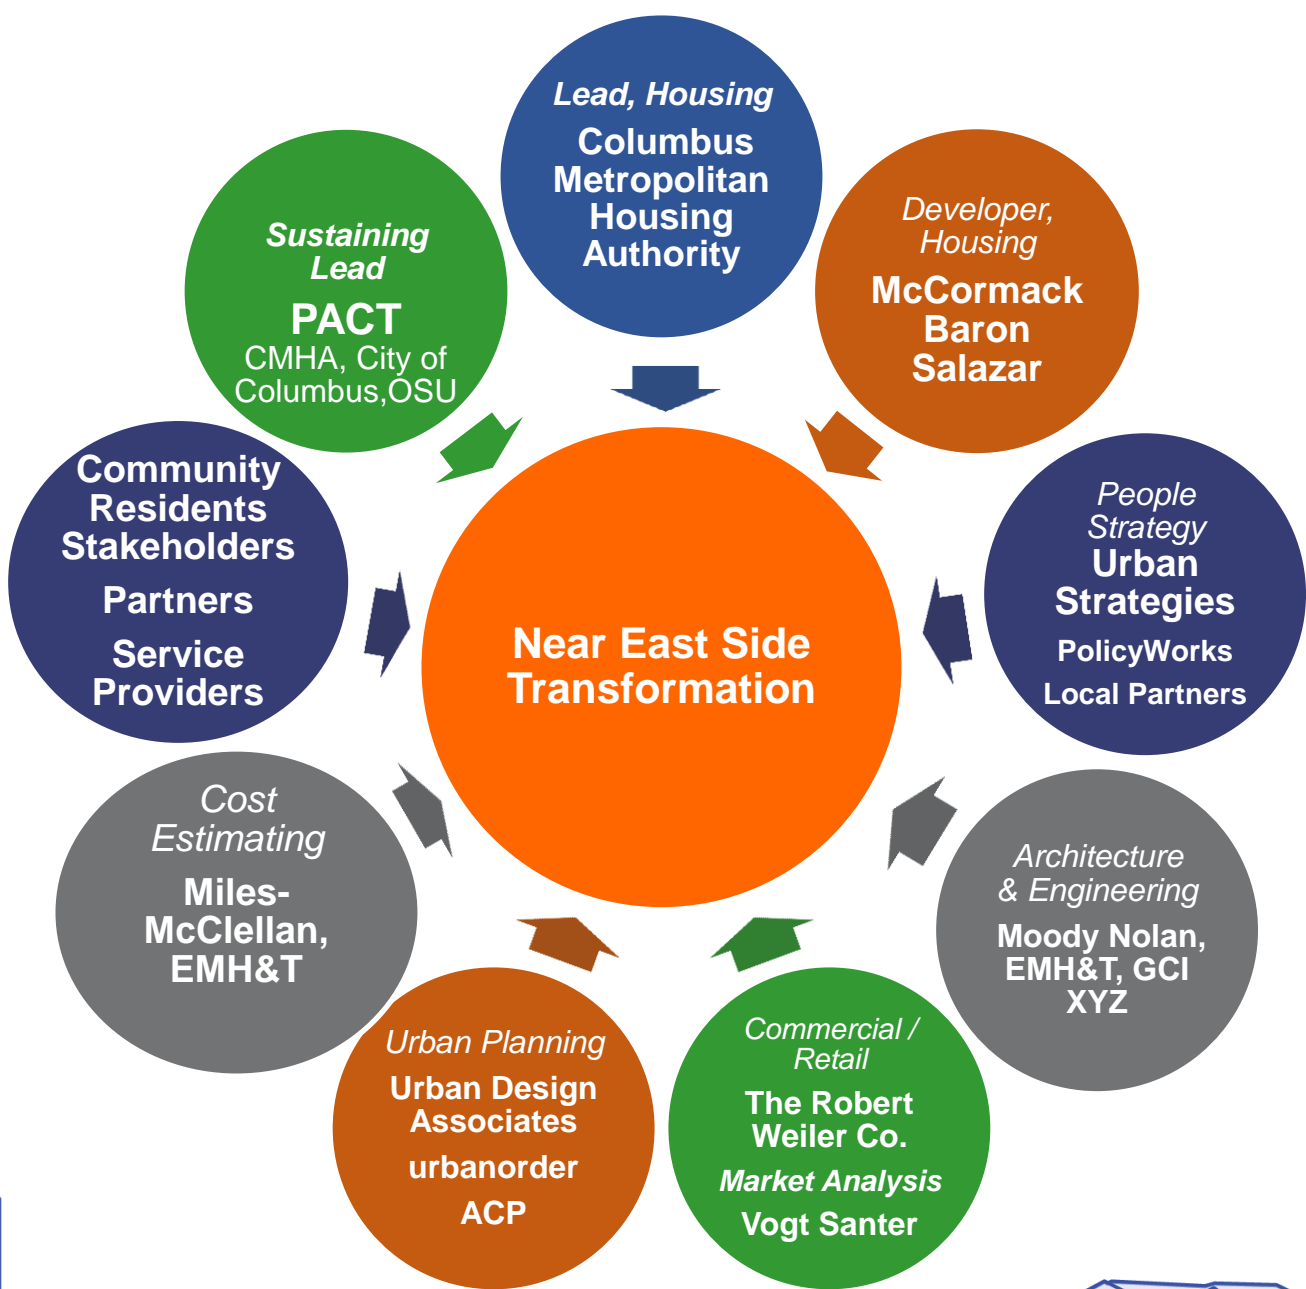 Lead, Housing
Columbus
Metropolitan
Housing
Authority
Developer,
Housing
McCormack
Baron
Salazar
People
Strategy
Urban
Strategies
PolicyWorks
Local Partners
Architecture
& Engineering
Moody Nolan,
EMH&T, GCI
XYZ
Commercial /
Retail
The Robert
Weiler Co.
Market Analysis
Vogt Santer
Urban Planning
Urban Design
Associates
urbanorder
ACP
Cost
Estimating
Miles-
McClellan,
EMH&T
Community
Residents
Stakeholders
Partners
Service
Providers
Sustaining
Lead
PACT
CMHA, City of
Columbus,OSU
Near East Side
Transformation